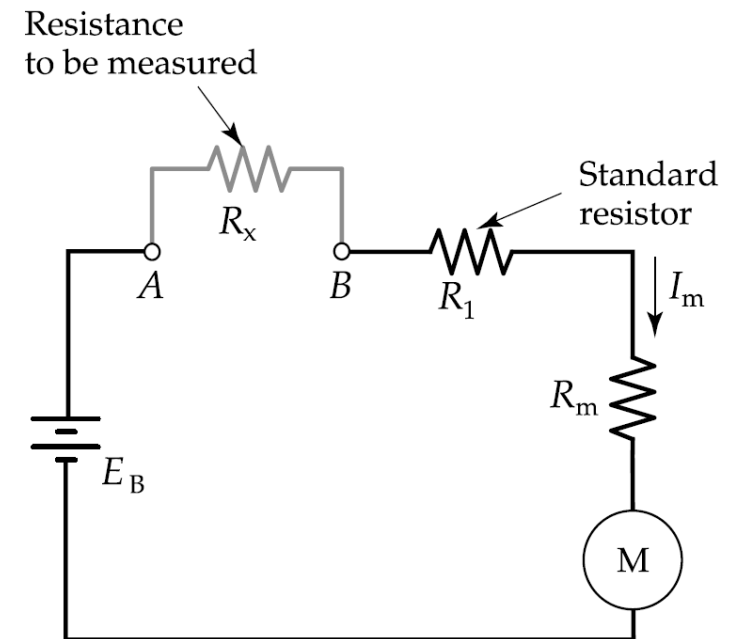 Resistance
to be measured
Standard
resistor
Rx
A
B
R1
Im
Rm
EB
M